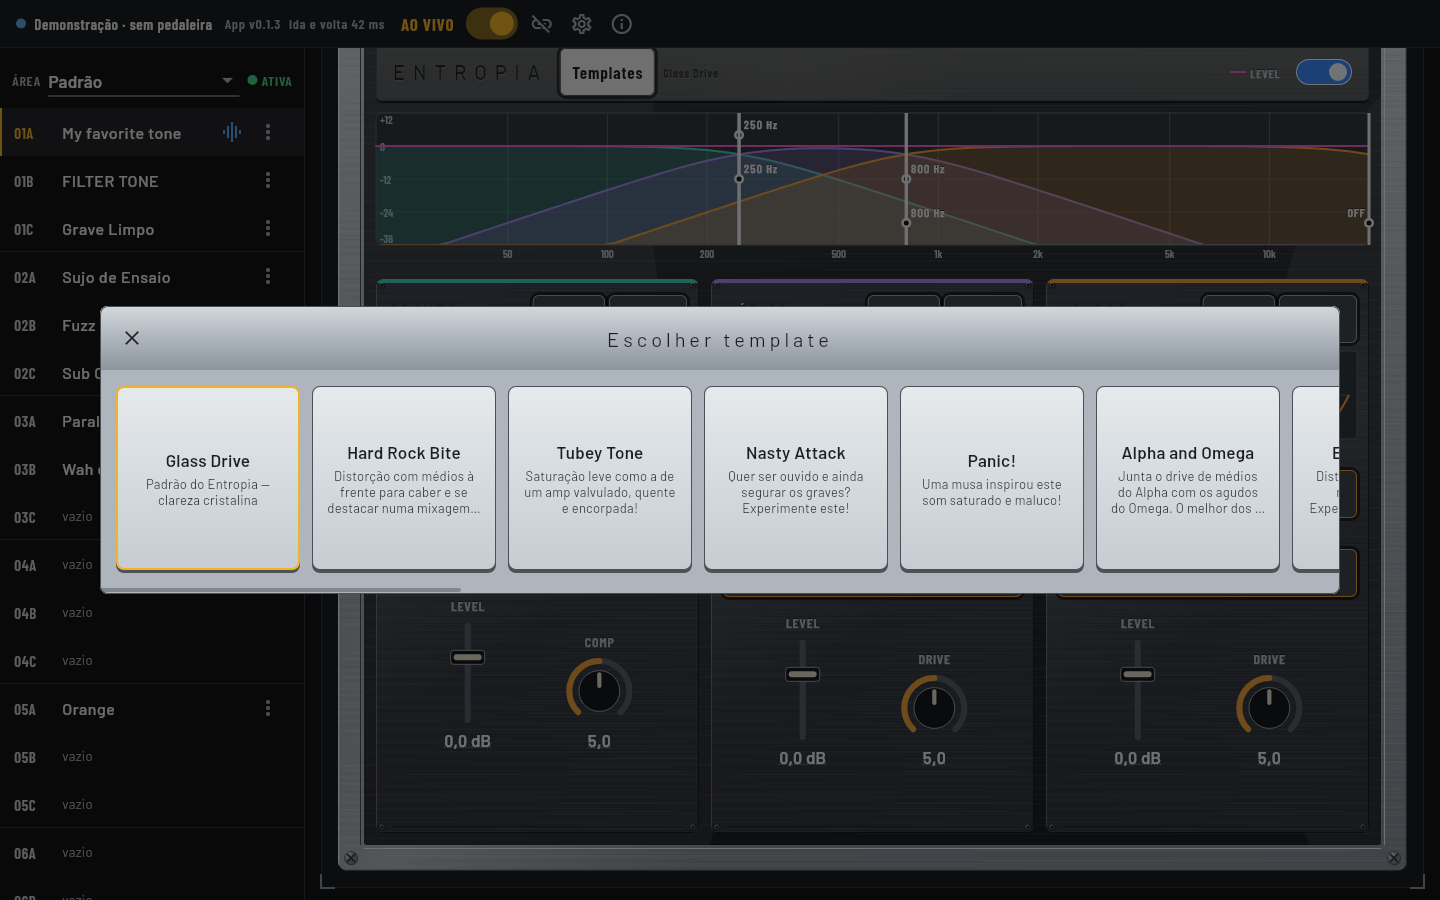 Demonstração · sem pedaleira App v0.1.3 Ida e volta 42 ms AO VIVO
ÁREA Padrão ATIVA
01A My favorite tone
01B FILTER TONE
01C Grave Limpo
02A Sujo de Ensaio
02B Fuzz
02C Sub
03A
03B Wah
03C vazio
04A vazio
04B vazio
04C vazio
05A Orange
05B vazio
05C vazio
06A vazio
ENTROPIA Templates Glass Drive LEVEL
+12
0
-12
-24
-36
250 Hz
250 Hz
800 Hz
800 Hz
OFF
50 100 200 500 1k 2k 5k 10k
Escolher template
Glass Drive
Padrão do Entropia —
clareza cristalina
Hard Rock Bite
Distorção com médios à
frente para caber e se
destacar numa mixagem...
Tubey Tone
Saturação leve como a de
um amp valvulado, quente
e encorpada!
Nasty Attack
Quer ser ouvido e ainda
segurar os graves?
Experimente este!
Panic!
Uma musa inspirou este
som saturado e maluco!
Alpha and Omega
Junta o drive de médios
do Alpha com os agudos
do Omega. O melhor dos ...
LEVEL COMP
0,0 dB 5,0
LEVEL DRIVE
0,0 dB 5,0
LEVEL DRIVE
0,0 dB 5,0